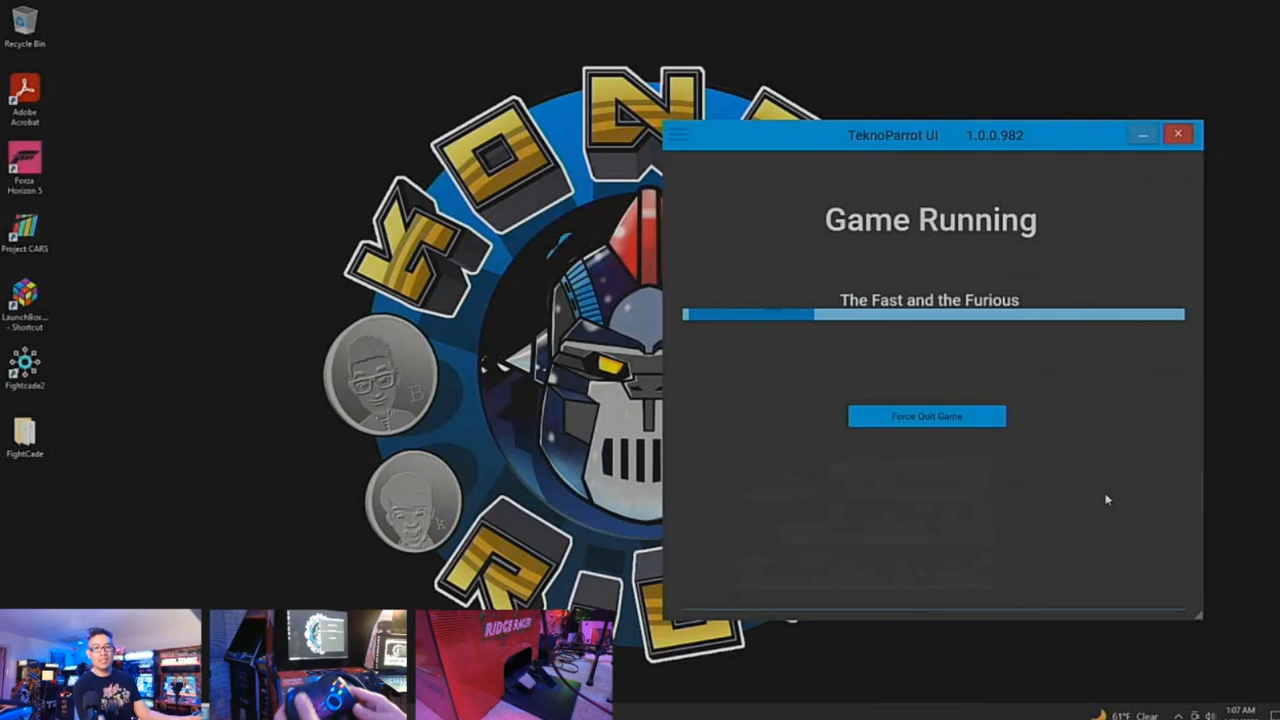 Recycle Bin
Adobe
Acrobat
Forza
Horizon 5
Project CARS
LaunchBox...
- Shortcut
Fightcade2
FightCade
KON
B
k
R
TeknoParrot UI 1.0.0.982
Game Running
The Fast and the Furious
Force Quit Game
RIDGE RACER
61°F Clear
1:07 AM